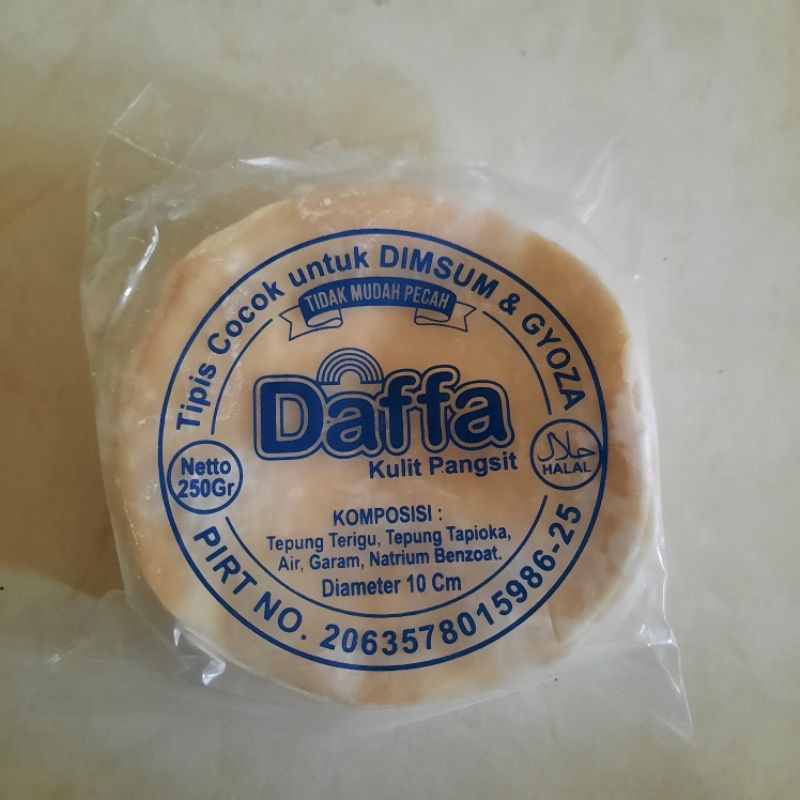 Tipis Cocok untuk DIMSUM & GYOZA
TIDAK MUDAH PECAH
Daffa
Kulit Pangsit
Netto
250Gr
حلال
HALAL
KOMPOSISI :
Tepung Terigu, Tepung Tapioka,
Air, Garam, Natrium Benzoat.
Diameter 10 Cm
PIRT NO. 2063578015986-25